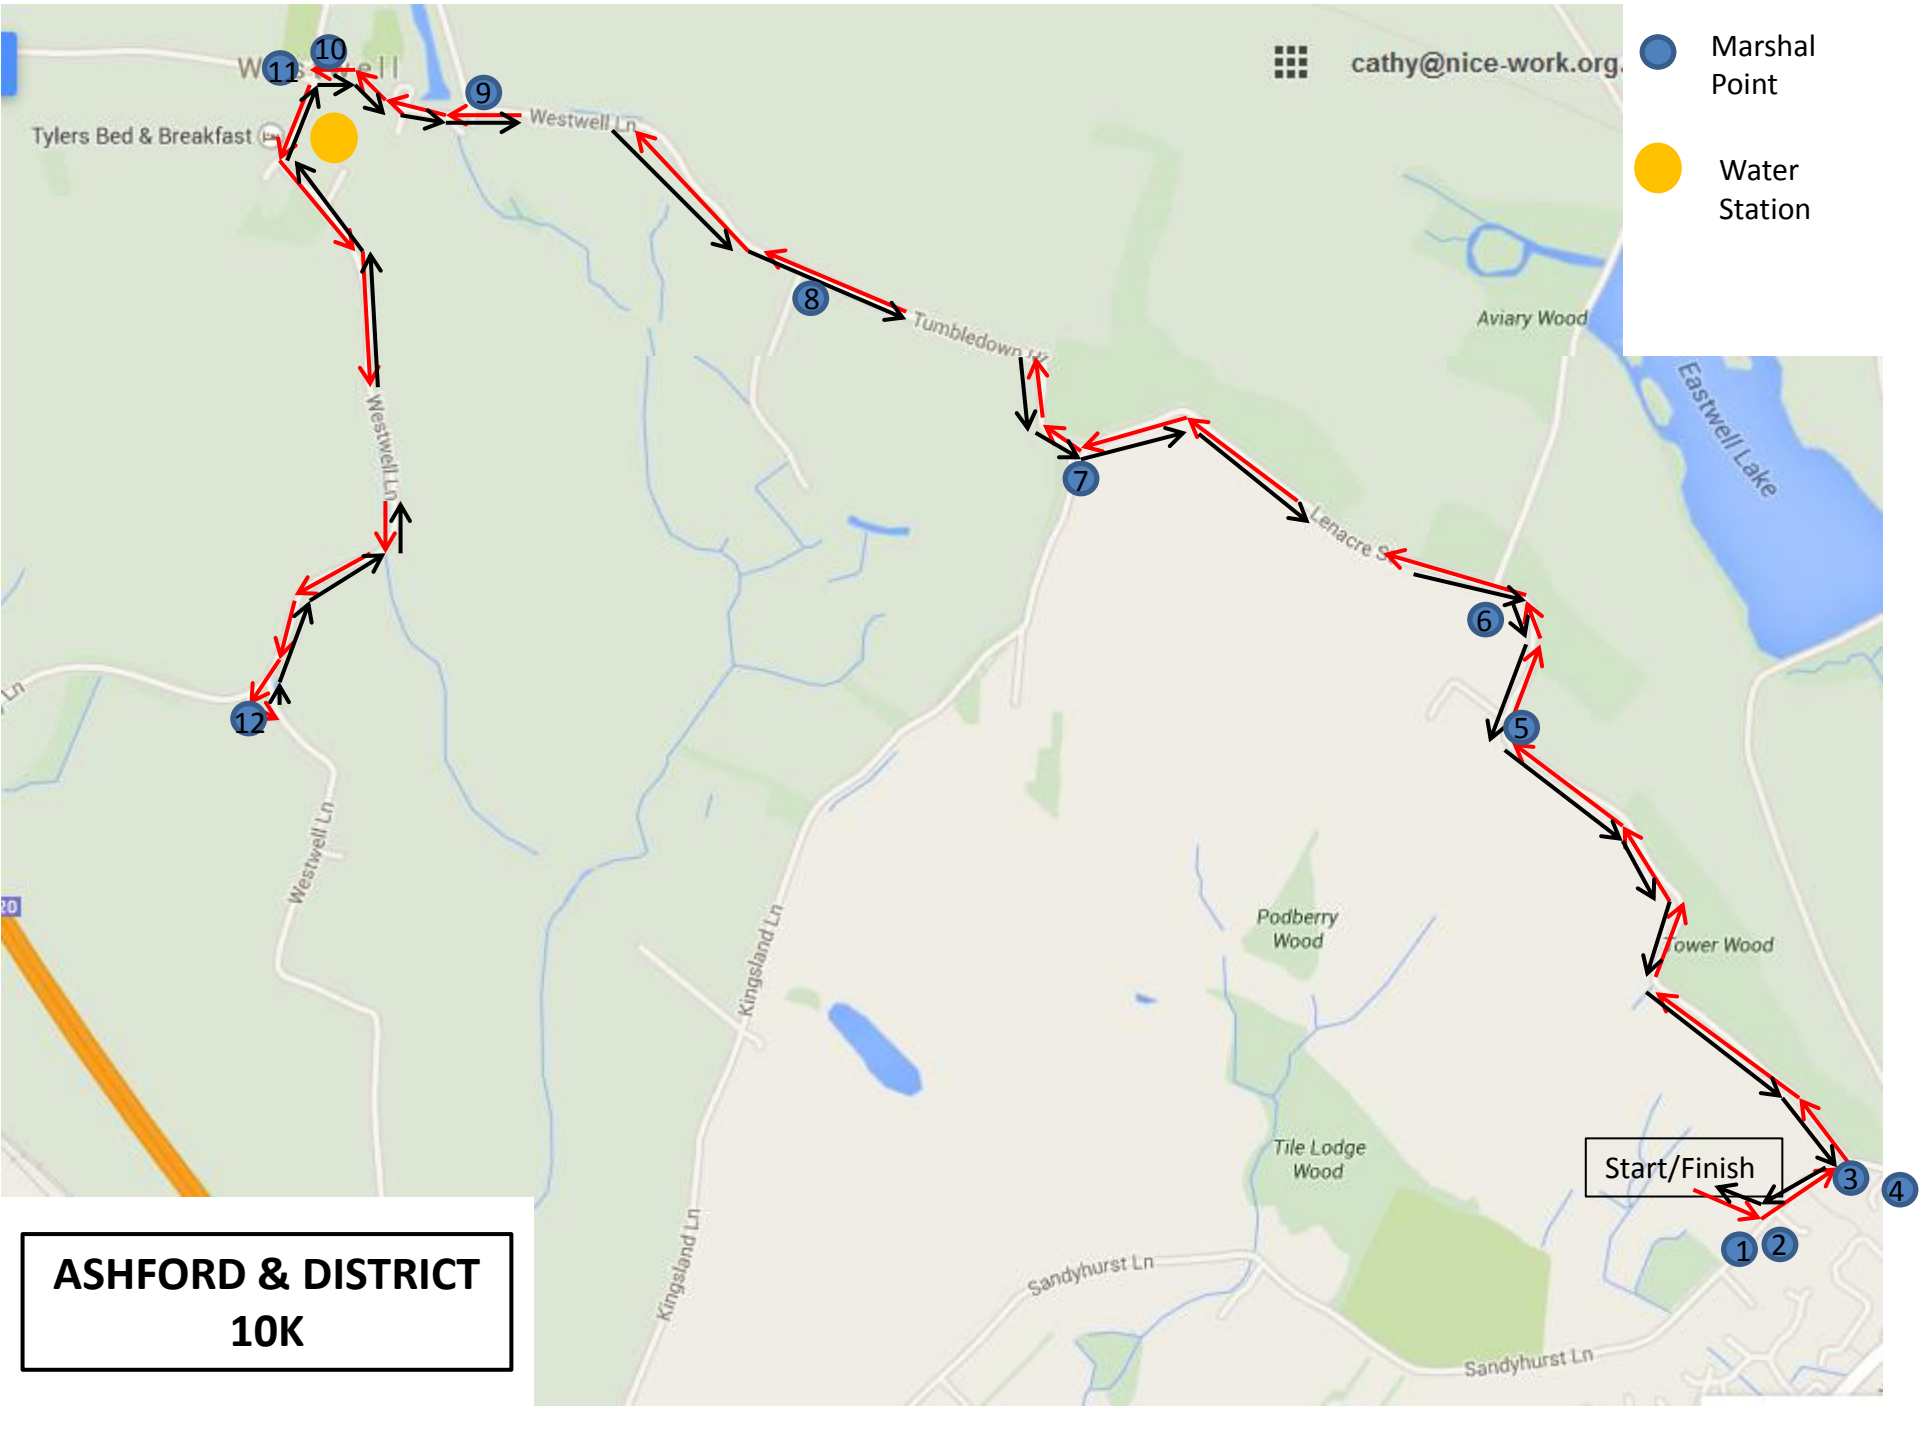 cathy@nice-work.org.
Marshal
Point
Water
Station
10
11
9
Westwell Ln
Tylers Bed & Breakfast
8
Tumbledown
Aviary Wood
Eastwell Lake
Westwell Ln
7
Lenacre
6
12
Ln
5
Westwell Ln
20
Kingsland Ln
Podberry
Wood
Tower Wood
Tile Lodge
Wood
Start/Finish
3
4
1
2
Kingsland Ln
Sandyhurst Ln
Sandyhurst Ln
ASHFORD & DISTRICT
10K